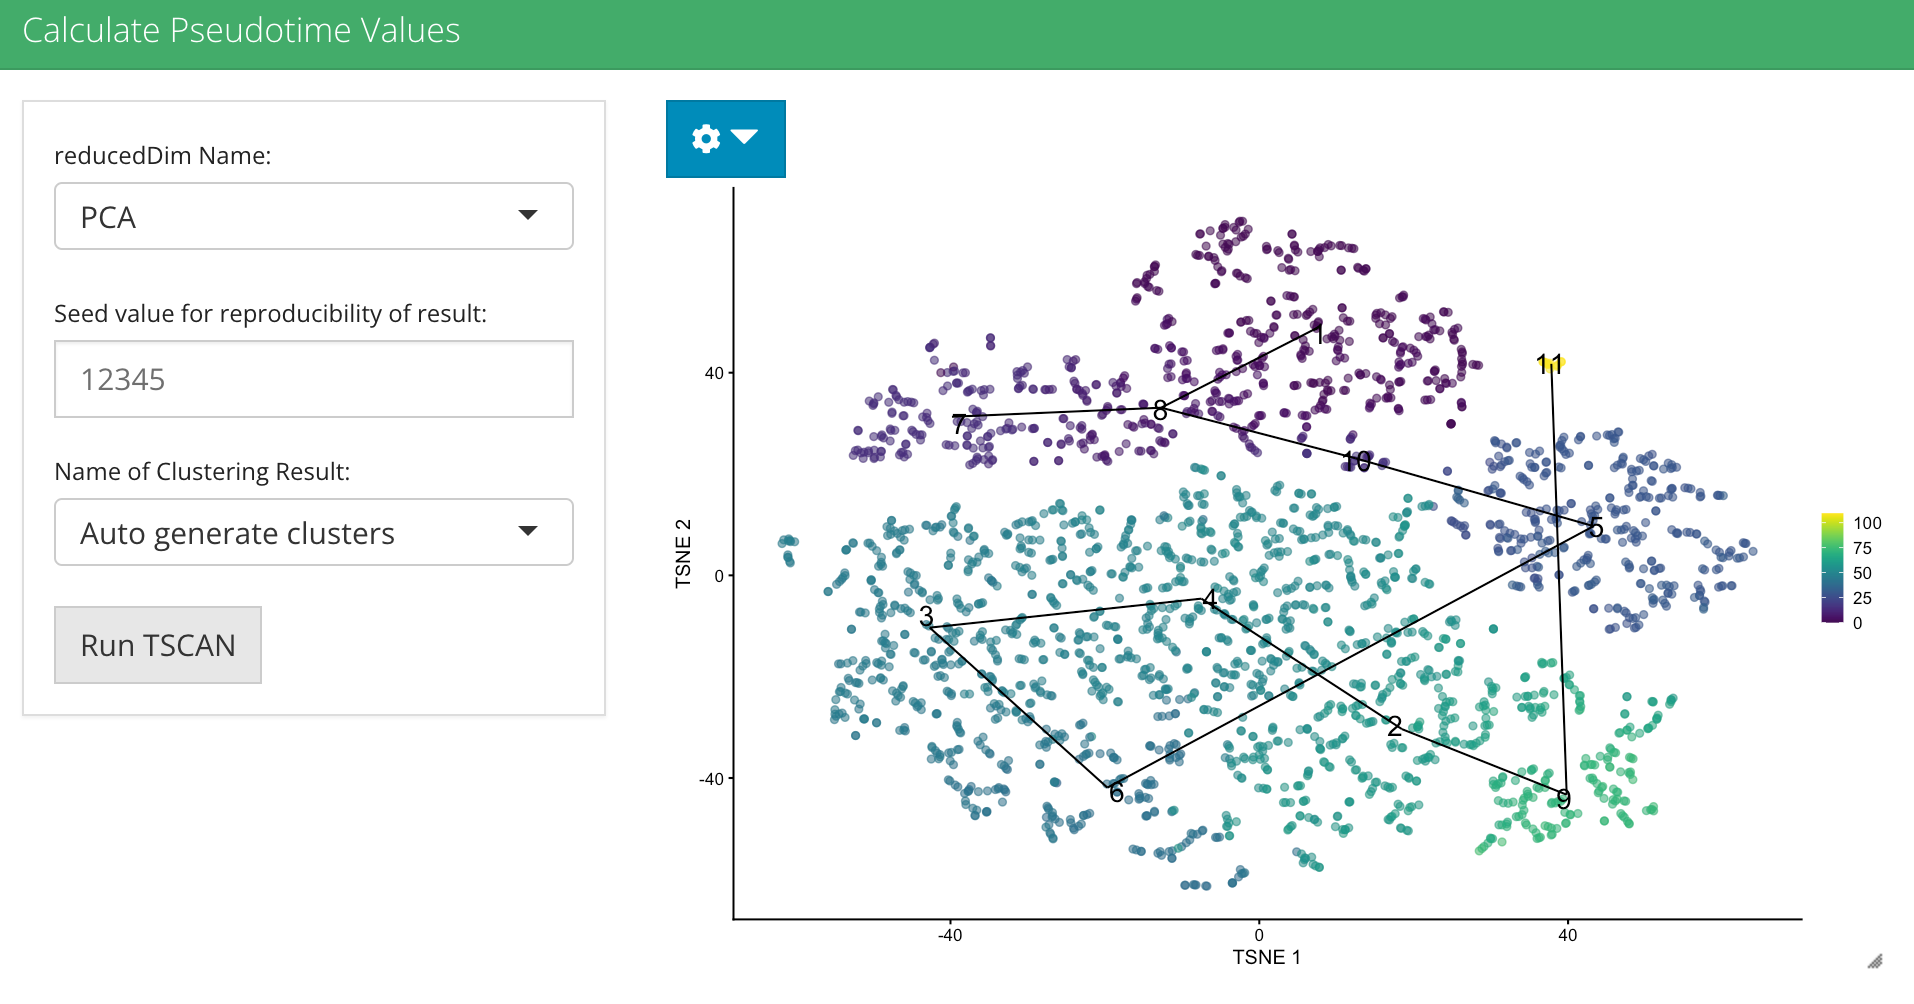 Calculate Pseudotime Values
reducedDim Name:
PCA
Seed value for reproducibility of result:
12345
Name of Clustering Result:
Auto generate clusters
Run TSCAN
TSNE 2
40
0
-40
1
11
8
7
10
5
3
4
2
6
9
-40
0
40
TSNE 1
100
75
50
25
0